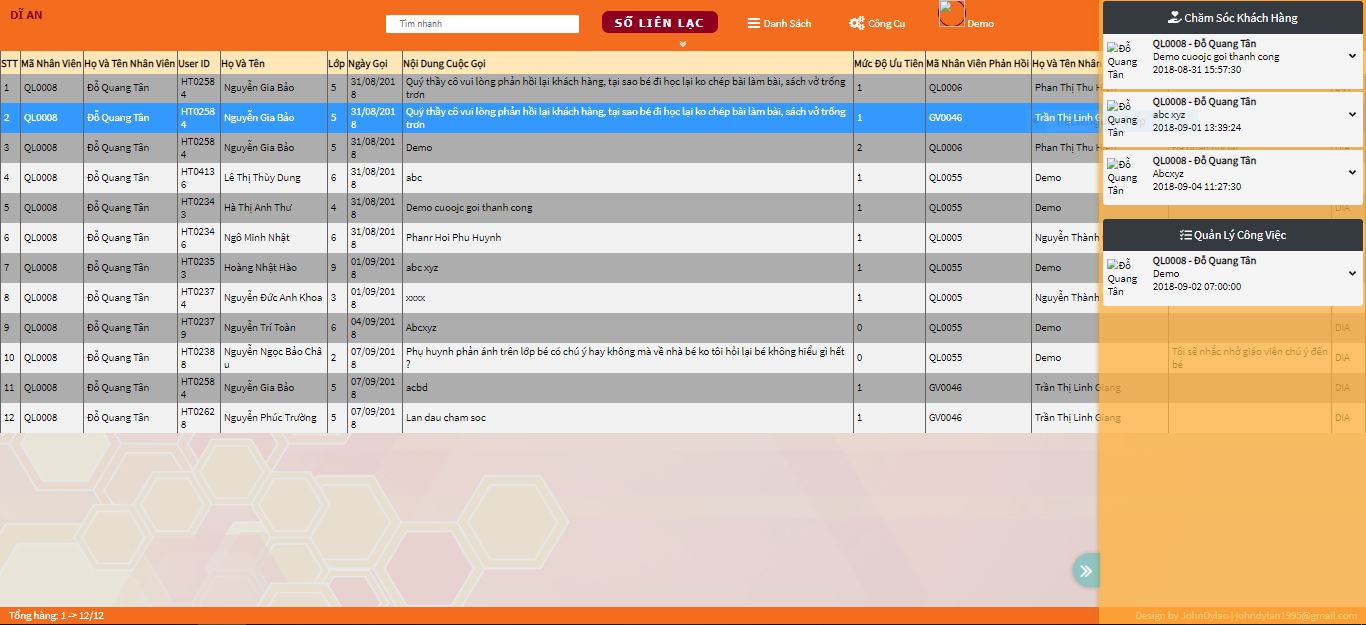 DĨ AN
Tìm nhanh
SỔ LIÊN LẠC
Danh Sách
Công Cụ
Demo
STT Mã Nhân Viên Họ Và Tên Nhân Viên User ID Họ Và Tên Lớp Ngày Gọi Nội Dung Cuộc Gọi Mức Độ Ưu Tiên Mã Nhân Viên Phản Hồi Họ Và Tên Nhân
1 QL0008 Đỗ Quang Tân HT02584 Nguyễn Gia Bảo 5 31/08/2018 Quý thầy cô vui lòng phản hồi lại khách hàng, tại sao bé đi học lại ko chép bài làm bài, sách vở trống trơn 1 QL0006 Phan Thị Thu Hiền
2 QL0008 Đỗ Quang Tân HT02584 Nguyễn Gia Bảo 5 31/08/2018 Quý thầy cô vui lòng phản hồi lại khách hàng, tại sao bé đi học lại ko chép bài làm bài, sách vở trống trơn 1 GV0046 Trần Thị Linh Giang
3 QL0008 Đỗ Quang Tân HT02584 Nguyễn Gia Bảo 5 31/08/2018 Demo 2 QL0006 Phan Thị Thu Hiền
4 QL0008 Đỗ Quang Tân HT04136 Lê Thị Thùy Dung 6 31/08/2018 abc 1 QL0055 Demo
5 QL0008 Đỗ Quang Tân HT02343 Hà Thị Anh Thư 4 31/08/2018 Demo cuoojc goi thanh cong 1 QL0055 Demo DIA
6 QL0008 Đỗ Quang Tân HT02346 Ngô Minh Nhật 6 31/08/2018 Phanr Hoi Phu Huynh 1 QL0005 Nguyễn Thành
7 QL0008 Đỗ Quang Tân HT02353 Hoàng Nhật Hào 9 01/09/2018 abc xyz 1 QL0055 Demo
8 QL0008 Đỗ Quang Tân HT02374 Nguyễn Đức Anh Khoa 3 01/09/2018 xxxx 1 QL0005 Nguyễn Thành
9 QL0008 Đỗ Quang Tân HT02379 Nguyễn Trí Toàn 6 04/09/2018 Abcxyz 0 QL0055 Demo DIA
10 QL0008 Đỗ Quang Tân HT02388 Nguyễn Ngọc Bảo Châu 2 07/09/2018 Phụ huynh phản ánh trên lớp bé có chú ý hay không mà về nhà bé ko tôi hỏi lại bé không hiểu gì hết ? 0 QL0055 Demo Tôi sẽ nhắc nhở giáo viên chú ý đến bé DIA
11 QL0008 Đỗ Quang Tân HT02584 Nguyễn Gia Bảo 5 07/09/2018 acbd 1 GV0046 Trần Thị Linh Giang DIA
12 QL0008 Đỗ Quang Tân HT02628 Nguyễn Phúc Trường 5 07/09/2018 Lan dau cham soc 1 GV0046 Trần Thị Linh Giang DIA
Chăm Sóc Khách Hàng
Đỗ Quang Tân
QL0008 - Đỗ Quang Tân
Demo cuoojc goi thanh cong
2018-08-31 15:57:30
Đỗ Quang Tân
QL0008 - Đỗ Quang Tân
abc xyz
2018-09-01 13:39:24
Đỗ Quang Tân
QL0008 - Đỗ Quang Tân
Abcxyz
2018-09-04 11:27:30
Quản Lý Công Việc
Đỗ Quang Tân
QL0008 - Đỗ Quang Tân
Demo
2018-09-02 07:00:00
Tổng hàng: 1 -> 12/12
Design by JohnDylan | johndylan1995@gmail.com